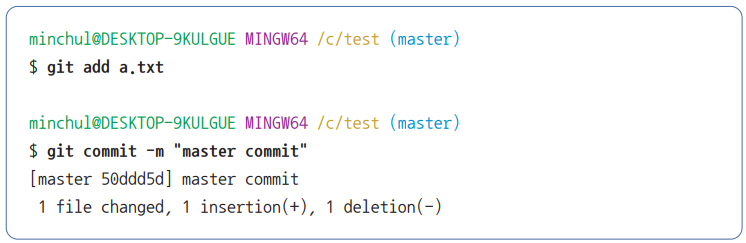 minchul@DESKTOP-9KULGUE MINGW64 /c/test (master)
$ git add a.txt
minchul@DESKTOP-9KULGUE MINGW64 /c/test (master)
$ git commit -m "master commit"
[master 50ddd5d] master commit
1 file changed, 1 insertion(+), 1 deletion(-)